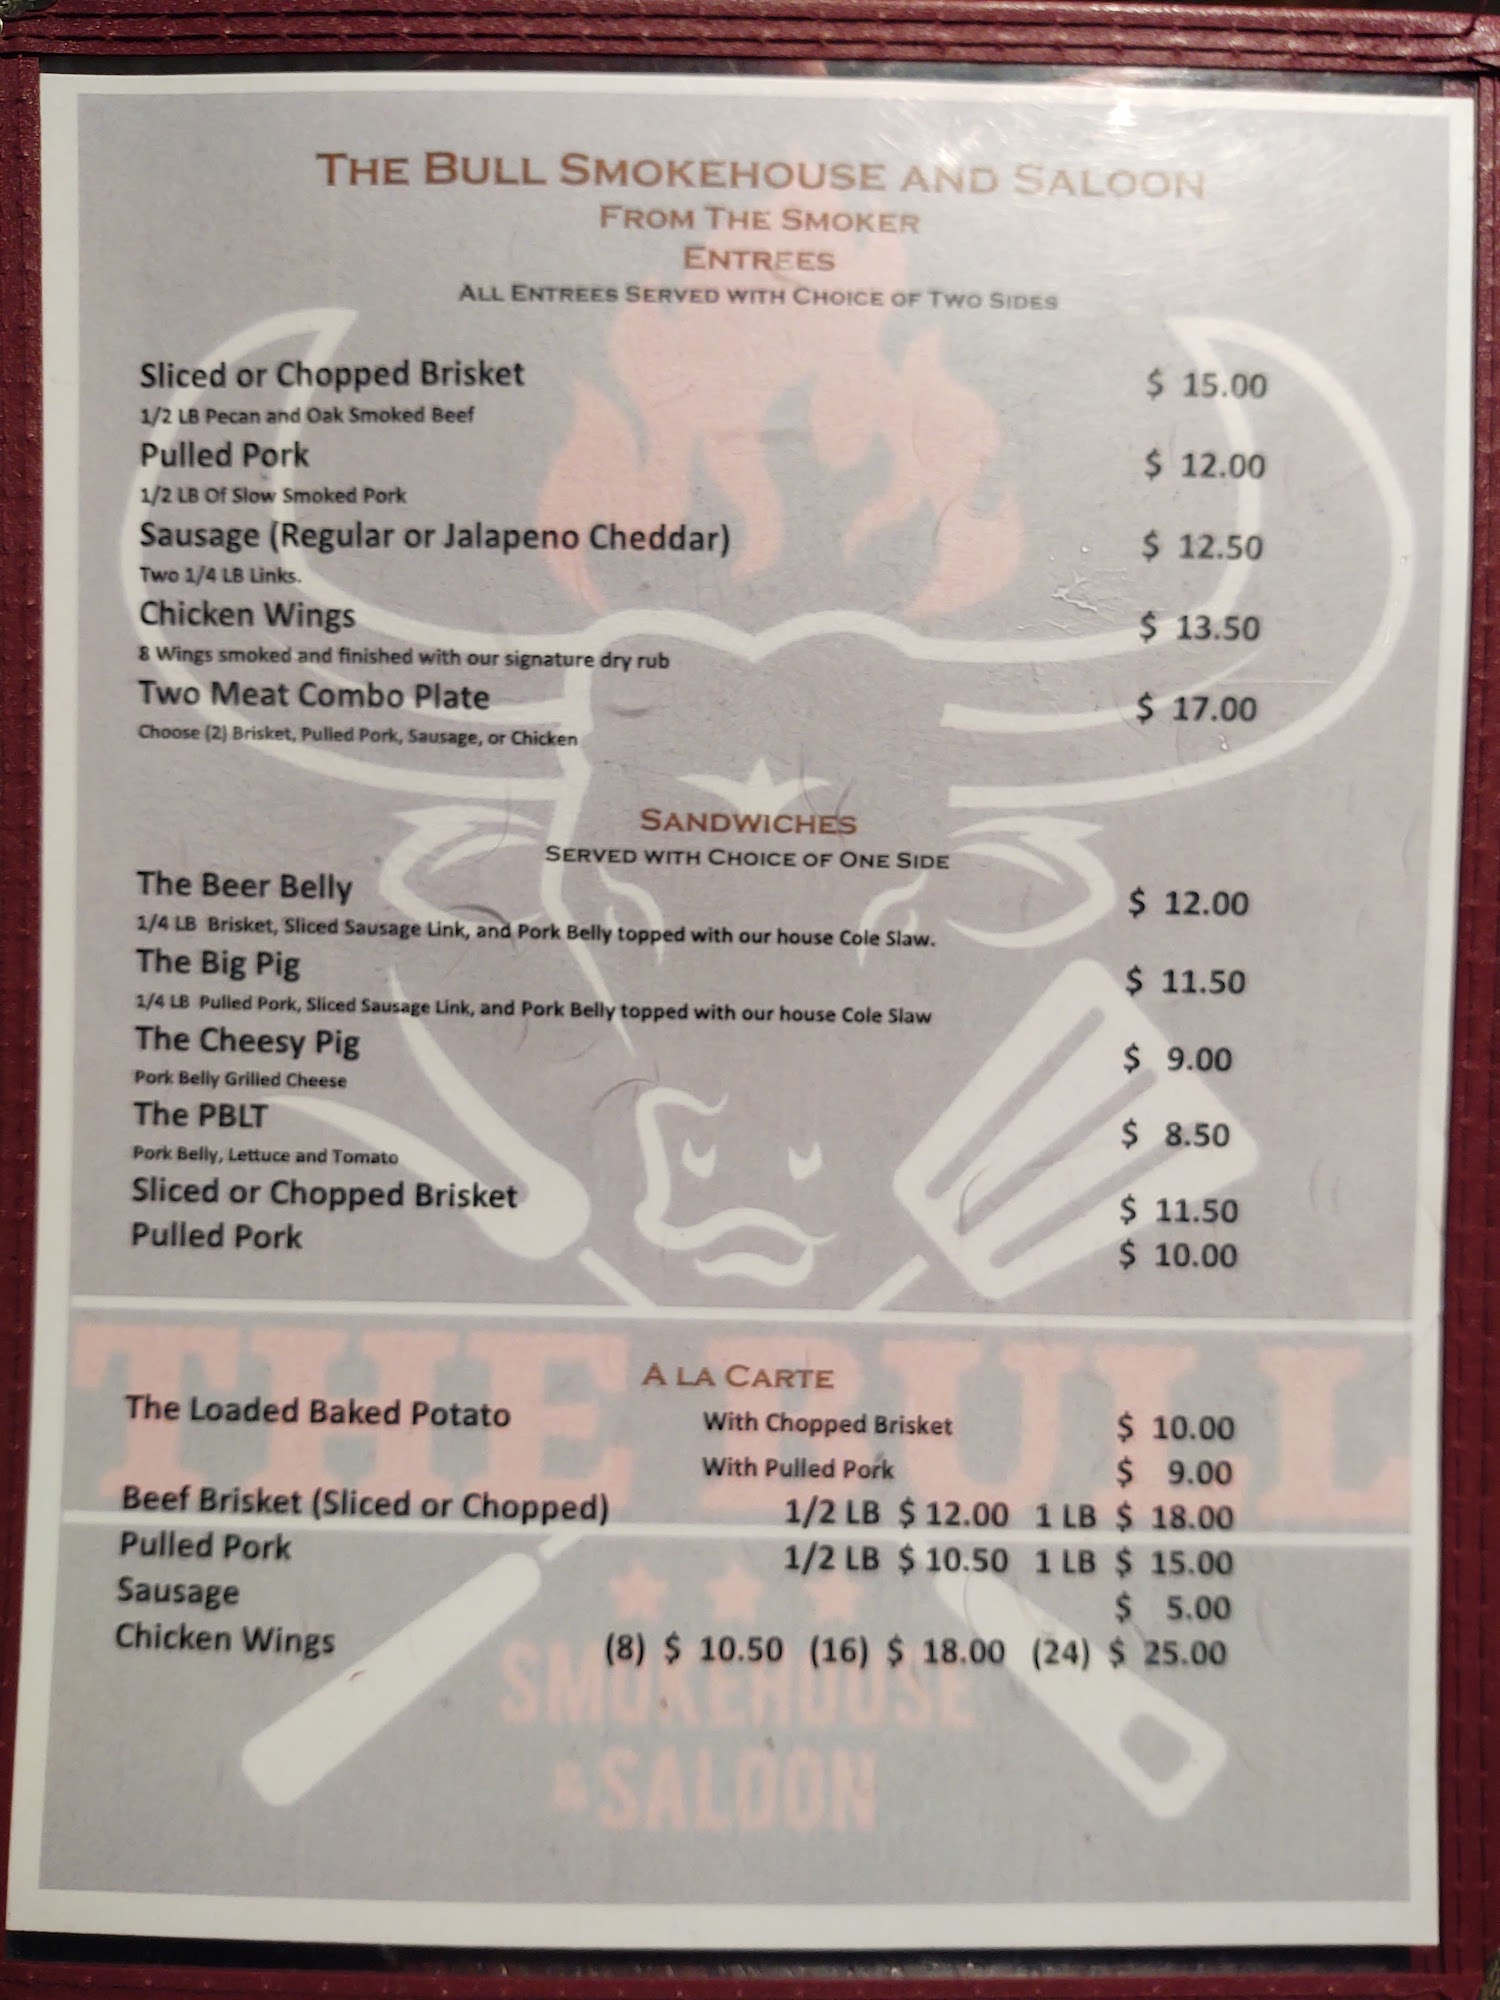 THE BULL SMOKEHOUSE AND SALOON
FROM THE SMOKER
ENTREES
ALL ENTREES SERVED WITH CHOICE OF TWO SIDES
Sliced or Chopped Brisket $ 15.00
1/2 LB Pecan and Oak Smoked Beef
Pulled Pork $ 12.00
1/2 LB Of Slow Smoked Pork
Sausage (Regular or Jalapeno Cheddar) $ 12.50
Two 1/4 LB Links.
Chicken Wings $ 13.50
8 Wings smoked and finished with our signature dry rub
Two Meat Combo Plate $ 17.00
Choose (2) Brisket, Pulled Pork, Sausage, or Chicken
SANDWICHES
SERVED WITH CHOICE OF ONE SIDE
The Beer Belly $ 12.00
1/4 LB Brisket, Sliced Sausage Link, and Pork Belly topped with our house Cole Slaw.
The Big Pig $ 11.50
1/4 LB Pulled Pork, Sliced Sausage Link, and Pork Belly topped with our house Cole Slaw
The Cheesy Pig $ 9.00
Pork Belly Grilled Cheese
The PBLT $ 8.50
Pork Belly, Lettuce and Tomato
Sliced or Chopped Brisket $ 11.50
Pulled Pork $ 10.00
THE BULL
A LA CARTE
The Loaded Baked Potato With Chopped Brisket $ 10.00
With Pulled Pork $ 9.00
Beef Brisket (Sliced or Chopped) 1/2 LB $ 12.00 1 LB $ 18.00
Pulled Pork 1/2 LB $ 10.50 1 LB $ 15.00
Sausage $ 5.00
Chicken Wings (8) $ 10.50 (16) $ 18.00 (24) $ 25.00
SMOKEHOUSE
& SALOON